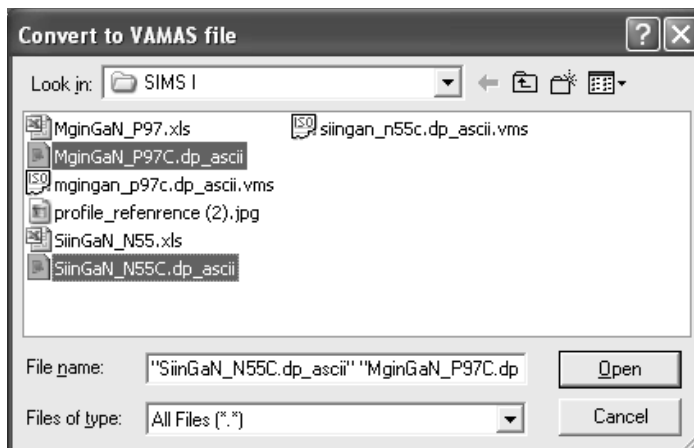 Convert to VAMAS file
Look in: SIMS I
MginGaN_P97.xls
MginGaN_P97C.dp_ascii
mgingan_p97c.dp_ascii.vms
profile_refenrence (2).jpg
SiinGaN_N55.xls
SiinGaN_N55C.dp_ascii
siingan_n55c.dp_ascii.vms
File name: "SiinGaN_N55C.dp_ascii" "MginGaN_P97C.dp
Open
Files of type: All Files (*.*)
Cancel